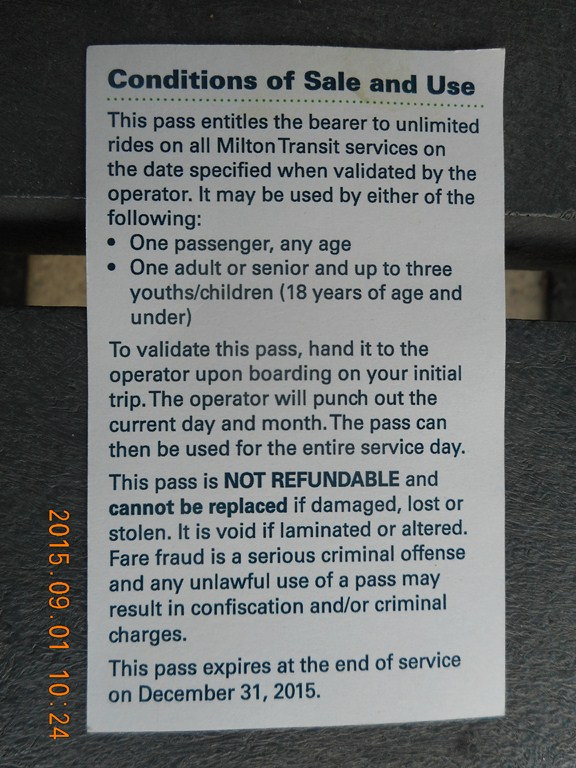 Conditions of Sale and Use
This pass entitles the bearer to unlimited
rides on all Milton Transit services on
the date specified when validated by the
operator. It may be used by either of the
following:
• One passenger, any age
• One adult or senior and up to three
youths/children (18 years of age and
under)
To validate this pass, hand it to the
operator upon boarding on your initial
trip. The operator will punch out the
current day and month. The pass can
then be used for the entire service day.
This pass is NOT REFUNDABLE and
cannot be replaced if damaged, lost or
stolen. It is void if laminated or altered.
Fare fraud is a serious criminal offense
and any unlawful use of a pass may
result in confiscation and/or criminal
charges.
This pass expires at the end of service
on December 31, 2015.
2015.09.01 10:24